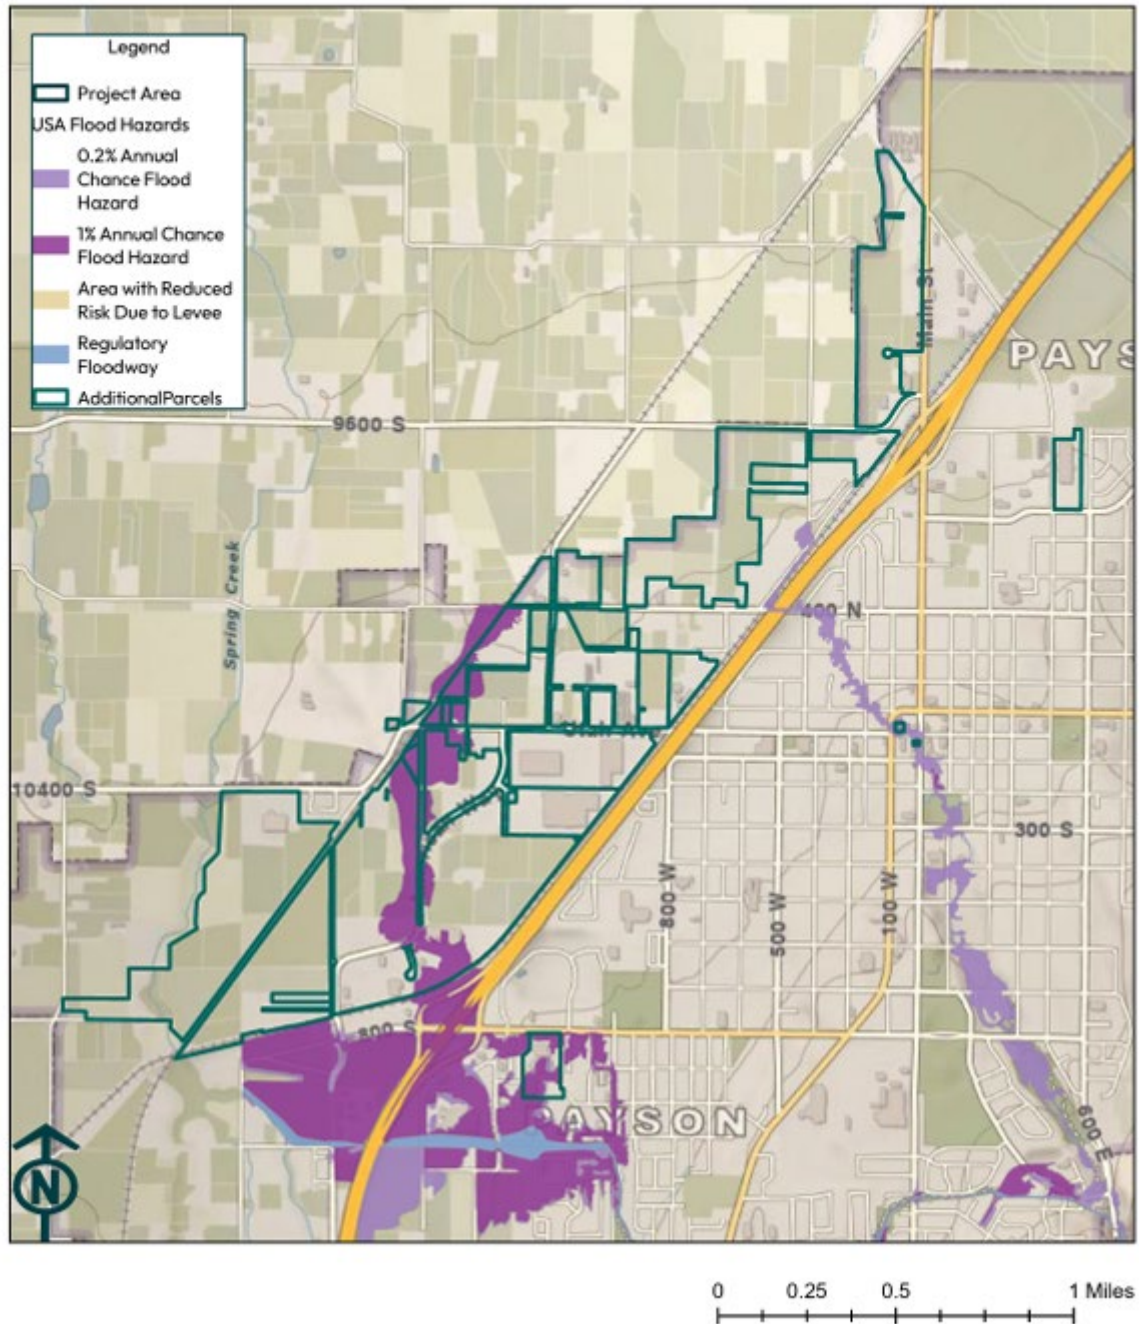 Legend
Project Area
USA Flood Hazards
0.2% Annual
Chance Flood
Hazard
1% Annual Chance
Flood Hazard
Area with Reduced
Risk Due to Levee
Regulatory
Floodway
AdditionalParcels
Main St
PAYS
9600 S
Spring Creek
400 N
Utah Ave
10400 S
300 S
800 W
500 W
100 W
800 S
PAYSON
600 E
N
0 0.25 0.5 1 Miles